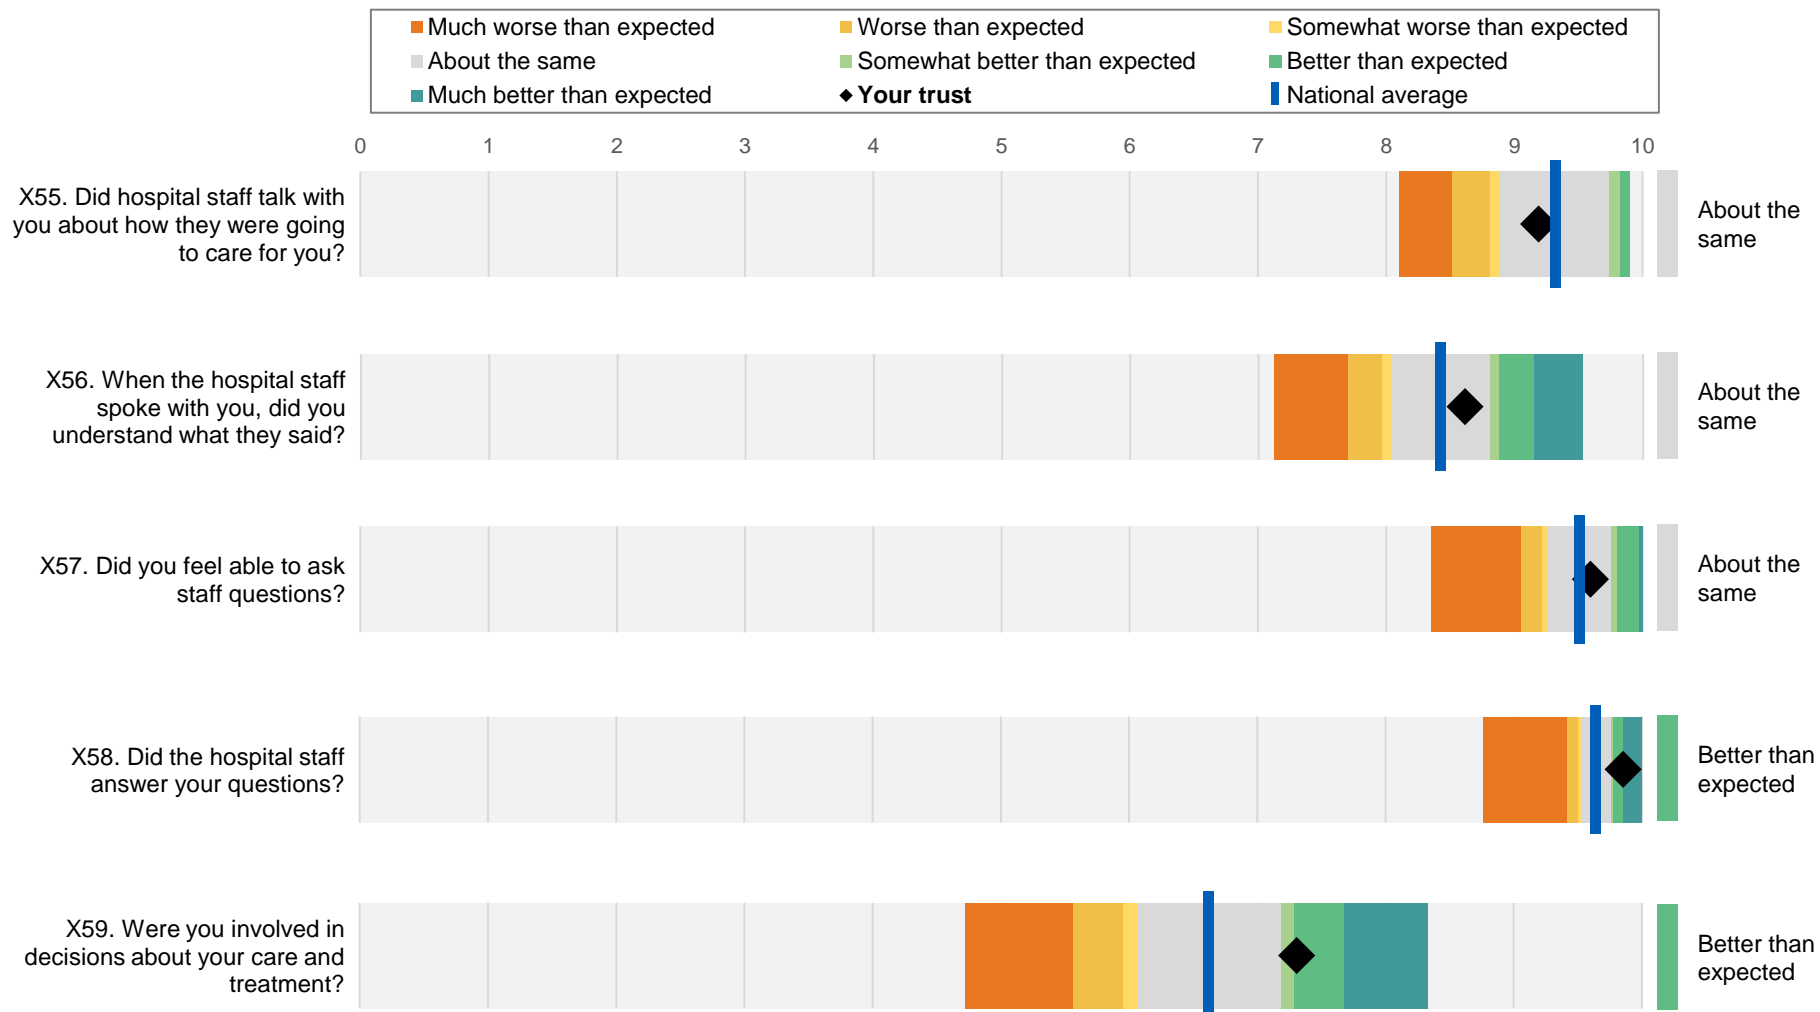 Much worse than expected
Worse than expected
Somewhat worse than expected
About the same
Somewhat better than expected
Better than expected
Much better than expected
Your trust
National average
0 1 2 3 4 5 6 7 8 9 10
X55. Did hospital staff talk with
you about how they were going
to care for you?
About the
same
X56. When the hospital staff
spoke with you, did you
understand what they said?
About the
same
X57. Did you feel able to ask
staff questions?
About the
same
X58. Did the hospital staff
answer your questions?
Better than
expected
X59. Were you involved in
decisions about your care and
treatment?
Better than
expected